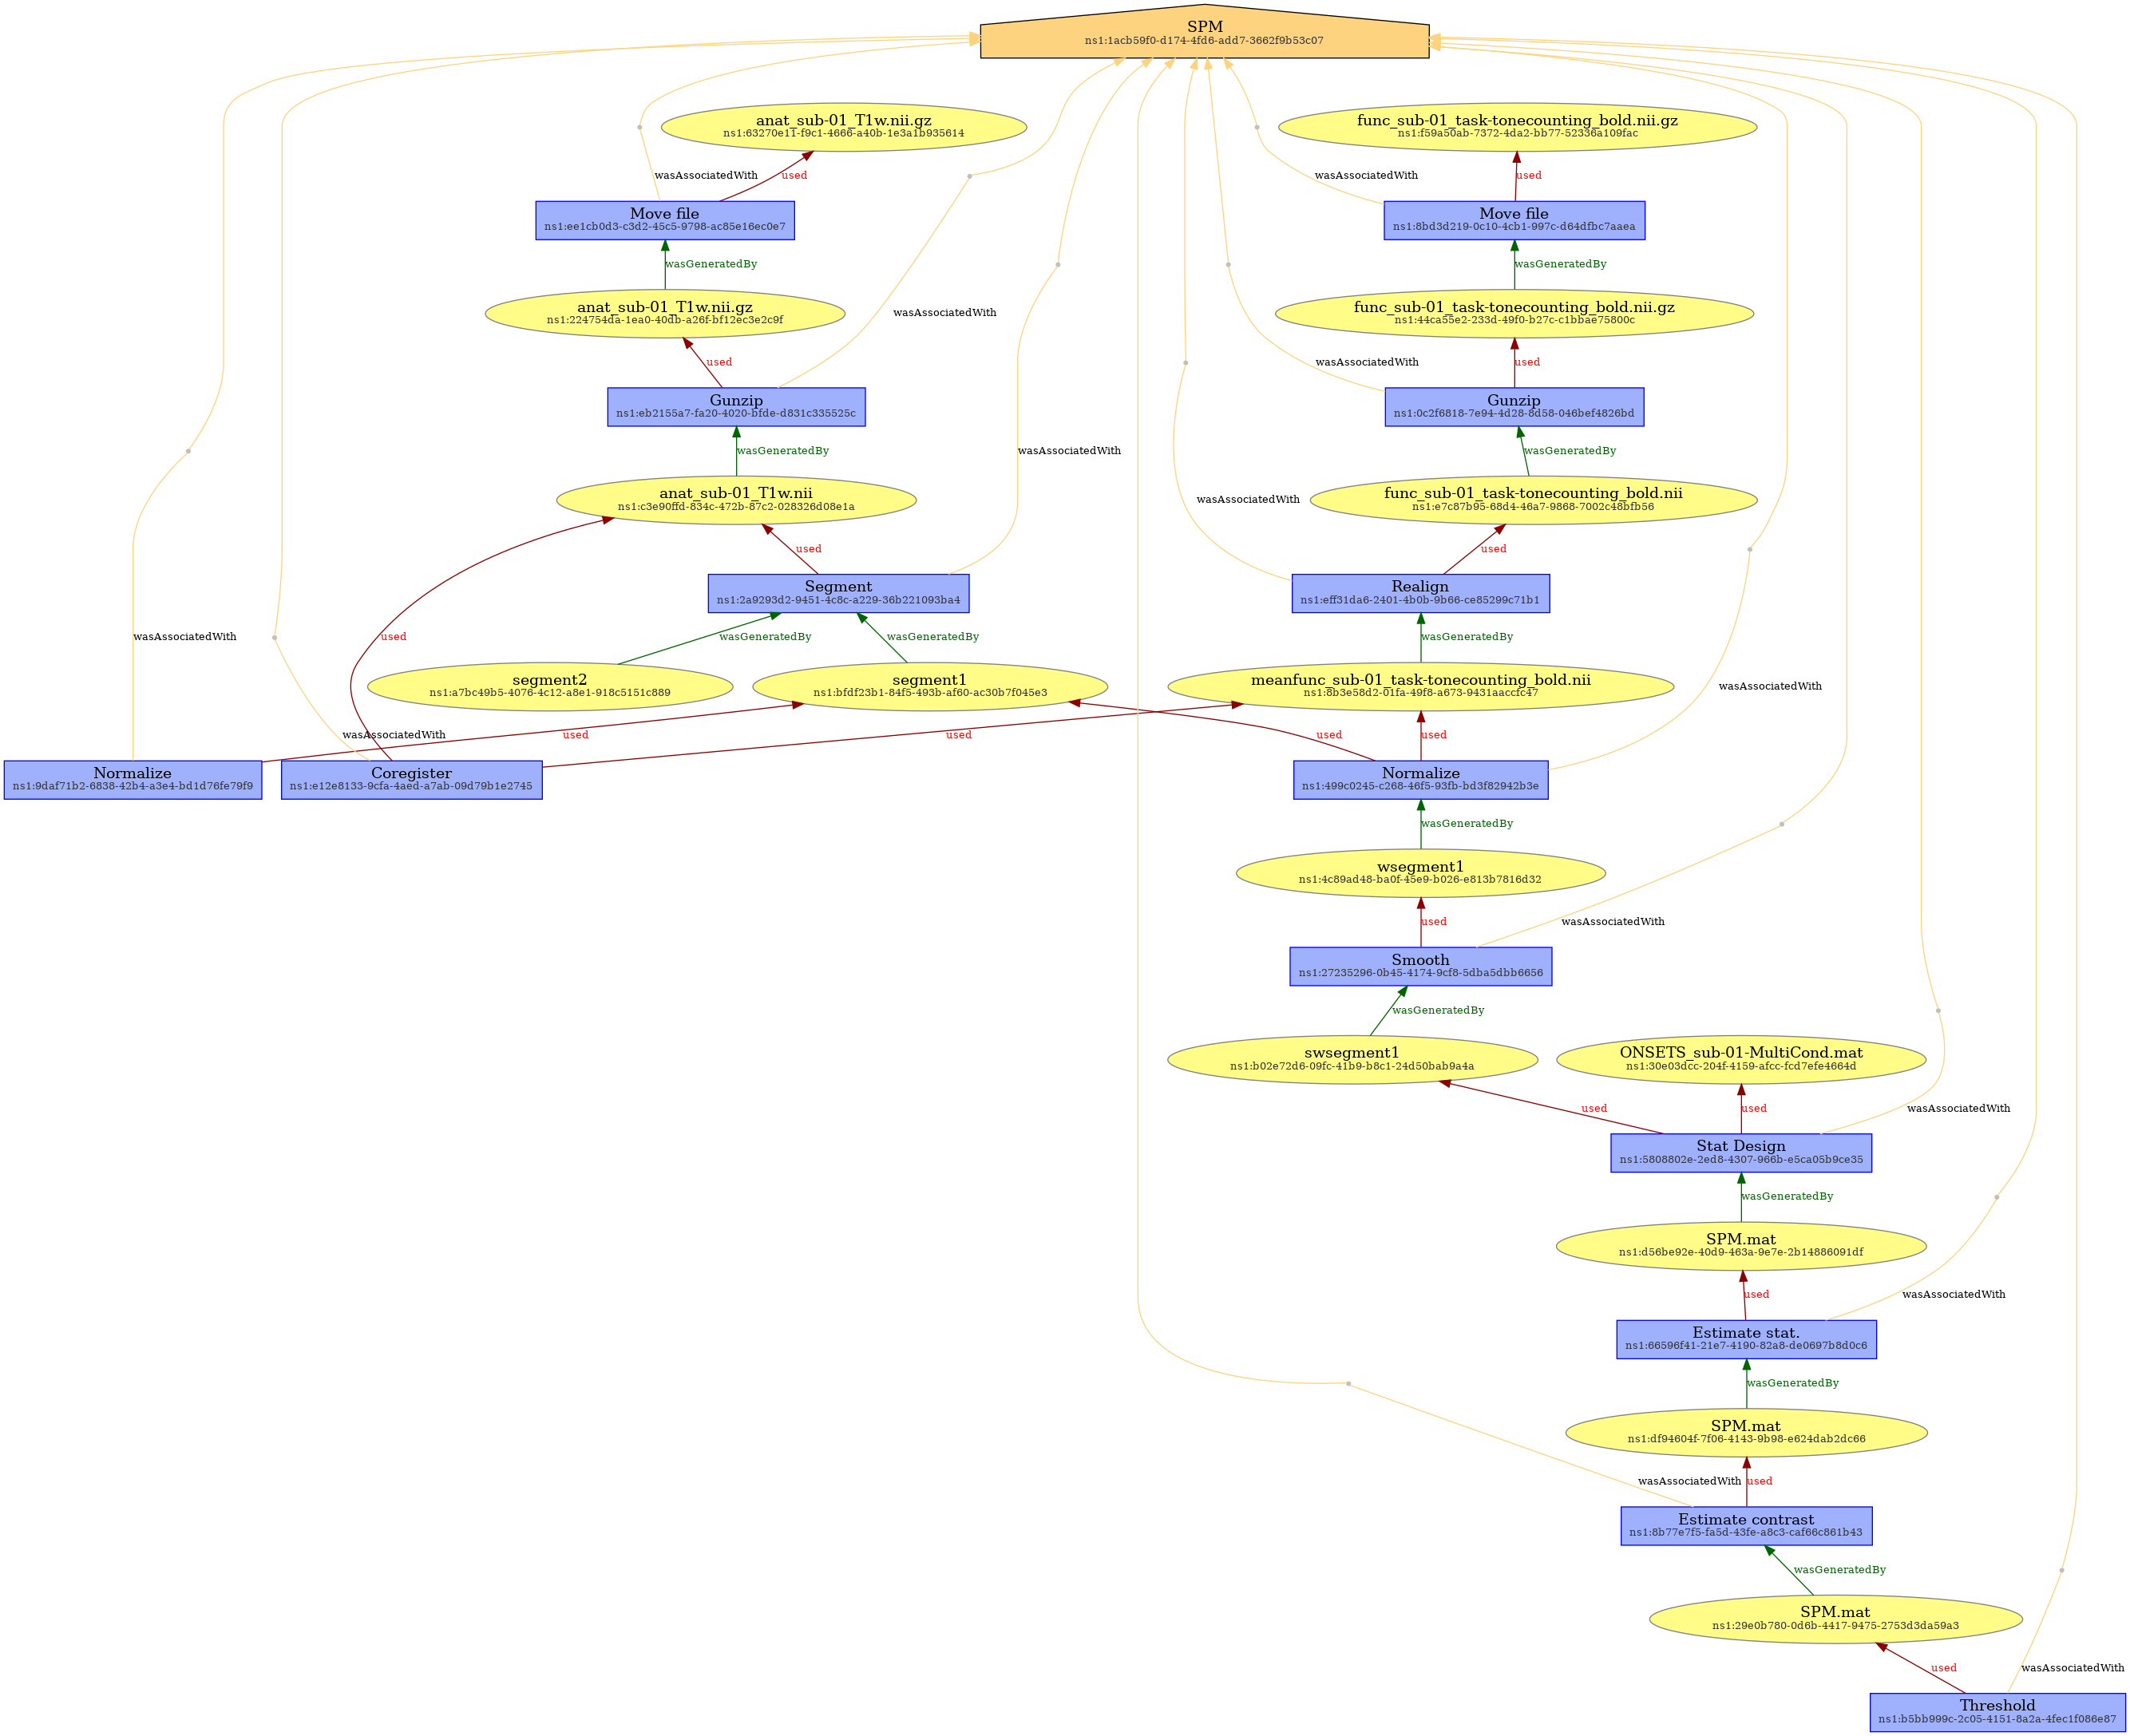 SPM
ns1:1acb59f0-d174-4fd6-add7-3662f9b53c07
anat_sub-01_T1w.nii.gz
ns1:63270e11-f9c1-4666-a40b-1e3a1b935614
func_sub-01_task-tonecounting_bold.nii.gz
ns1:f59a50ab-7372-4da2-bb77-52336a109fac
wasAssociatedWith
used
wasAssociatedWith
used
Move file
ns1:ee1cb0d3-c3d2-45c5-9798-ac85e16ec0e7
Move file
ns1:8bd3d219-0c10-4cb1-997c-d64dfbc7aaea
wasGeneratedBy
wasGeneratedBy
anat_sub-01_T1w.nii.gz
ns1:224754da-1ea0-40db-a26f-bf12ec3e2c9f
wasAssociatedWith
func_sub-01_task-tonecounting_bold.nii.gz
ns1:44ca55e2-233d-49f0-b27c-c1bbae75800c
used
wasAssociatedWith
used
Gunzip
ns1:eb2155a7-fa20-4020-bfde-d831c335525c
Gunzip
ns1:0c2f6818-7e94-4d28-8d58-046bef4826bd
wasGeneratedBy
wasAssociatedWith
wasGeneratedBy
anat_sub-01_T1w.nii
ns1:c3e90ffd-834c-472b-87c2-028326d08e1a
wasAssociatedWith
func_sub-01_task-tonecounting_bold.nii
ns1:e7c87b95-68d4-46a7-9868-7002c48bfb56
used
used
Segment
ns1:2a9293d2-9451-4c8c-a229-36b221093ba4
Realign
ns1:eff31da6-2401-4b0b-9b66-ce85299c71b1
wasAssociatedWith
used
wasGeneratedBy
wasGeneratedBy
wasGeneratedBy
segment2
ns1:a7bc49b5-4076-4c12-a8e1-918c5151c889
segment1
ns1:bfdf23b1-84f5-493b-af60-ac30b7f045e3
meanfunc_sub-01_task-tonecounting_bold.nii
ns1:8b3e58d2-01fa-49f8-a673-9431aaccfc47
wasAssociatedWith
wasAssociatedWith
used
used
used
used
Normalize
ns1:9daf71b2-6838-42b4-a3e4-bd1d76fe79f9
Coregister
ns1:e12e8133-9cfa-4aed-a7ab-09d79b1e2745
Normalize
ns1:499c0245-c268-46f5-93fb-bd3f82942b3e
wasGeneratedBy
wsegment1
ns1:4c89ad48-ba0f-45e9-b026-e813b7816d32
used
wasAssociatedWith
Smooth
ns1:27235296-0b45-4174-9cf8-5dba5dbb6656
wasGeneratedBy
swsegment1
ns1:b02e72d6-09fc-41b9-b8c1-24d50bab9a4a
ONSETS_sub-01-MultiCond.mat
ns1:30e03dcc-204f-4159-afcc-fcd7efe4664d
used
used
wasAssociatedWith
Stat Design
ns1:5808802e-2ed8-4307-966b-e5ca05b9ce35
wasGeneratedBy
SPM.mat
ns1:d56be92e-40d9-463a-9e7e-2b14886091df
used
wasAssociatedWith
Estimate stat.
ns1:66596f41-21e7-4190-82a8-de0697b8d0c6
wasGeneratedBy
SPM.mat
ns1:df94604f-7f06-4143-9b98-e624dab2dc66
wasAssociatedWith
used
Estimate contrast
ns1:8b77e7f5-fa5d-43fe-a8c3-caf66c861b43
wasGeneratedBy
SPM.mat
ns1:29e0b780-0d6b-4417-9475-2753d3da59a3
used
wasAssociatedWith
Threshold
ns1:b5bb999c-2c05-4151-8a2a-4fec1f086e87